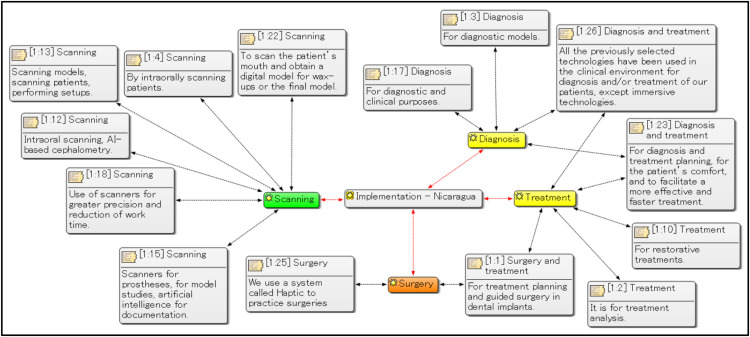 [1:13] Scanning
Scanning models,
scanning patients,
performing setups.
[1:4] Scanning
By intraorally scanning
patients.
[1:22] Scanning
To scan the patient's
mouth and obtain a
digital model for wax-
ups or the final model.
[1:3] Diagnosis
For diagnostic models.
[1:26] Diagnosis and treatment
All the previously selected
technologies have been used
in the clinical environment for
diagnosis and/or treatment of our
patients, except immersive
technologies.
[1:17] Diagnosis
For diagnostic and
clinical purposes.
[1:12] Scanning
Intraoral scanning, AI-
based cephalometry.
Diagnosis
[1:23] Diagnosis
and treatment
For diagnosis and
treatment planning, for
the patient's comfort,
and to facilitate a
more effective and
faster treatment.
[1:18] Scanning
Use of scanners for
greater precision and
reduction of work
time.
Scanning
Implementation - Nicaragua
Treatment
[1:10] Treatment
For restorative
treatments.
[1:15] Scanning
Scanners for
prostheses, for model
studies, artificial
intelligence for
documentation.
[1:25] Surgery
We use a system
called Haptic to
practice surgeries
Surgery
[1:1] Surgery and
treatment
For treatment planning
and guided surgery in
dental implants.
[1:2] Treatment
It is for treatment
analysis.